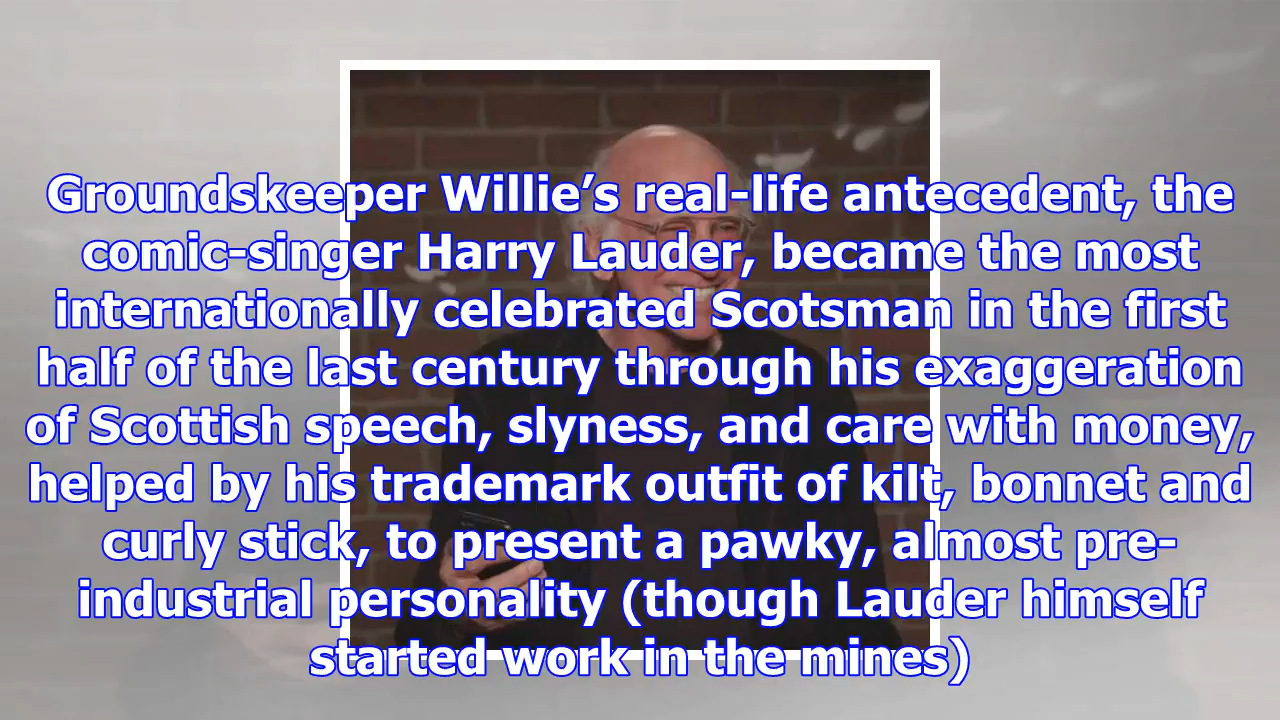 Groundskeeper Willie’s real-life antecedent, the
comic-singer Harry Lauder, became the most
internationally celebrated Scotsman in the first
half of the last century through his exaggeration
of Scottish speech, slyness, and care with money,
helped by his trademark outfit of kilt, bonnet and
curly stick, to present a pawky, almost pre-
industrial personality (though Lauder himself
started work in the mines)